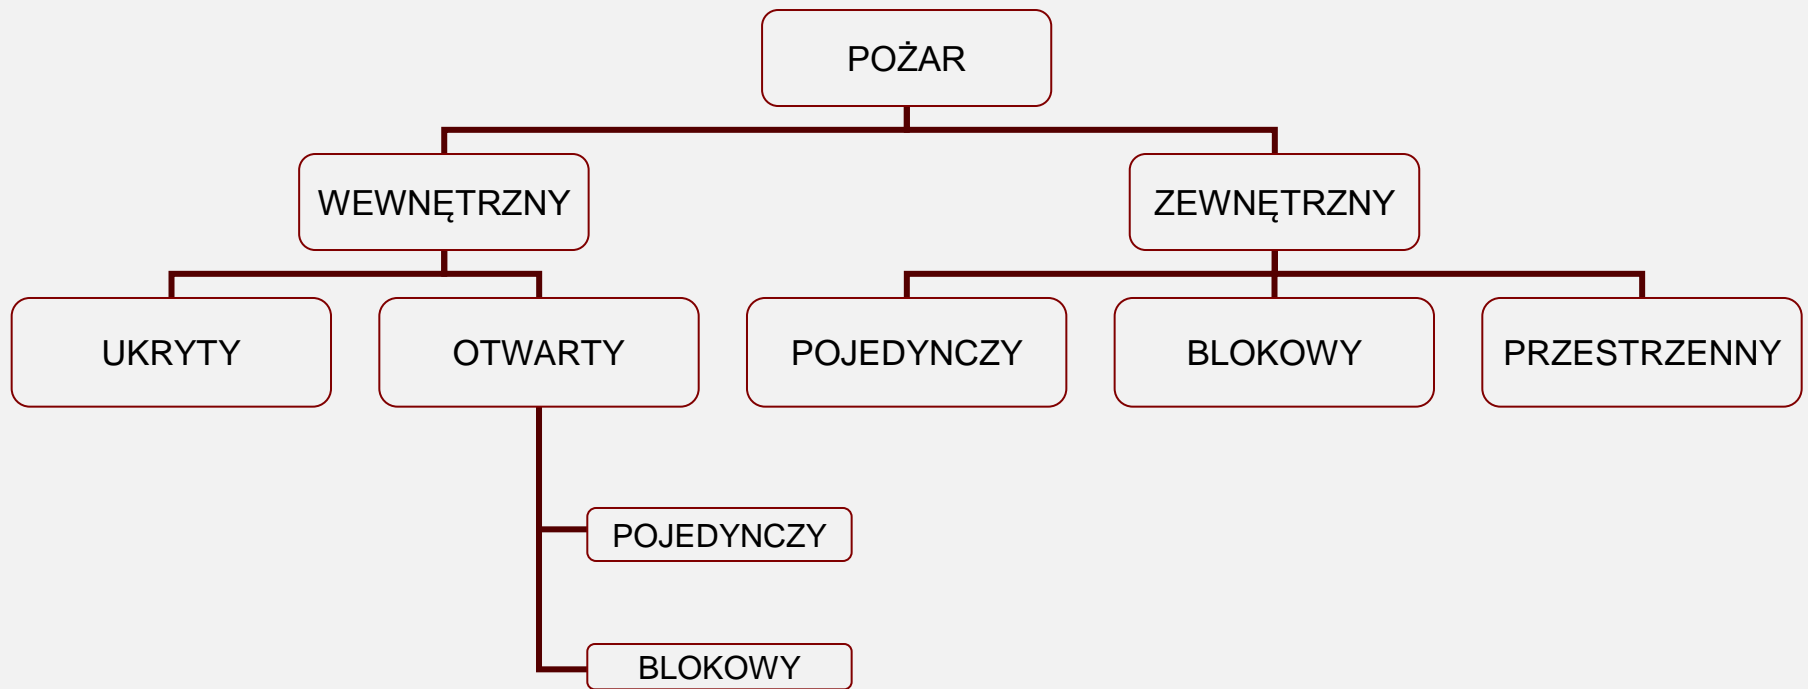 POŻAR
WEWNĘTRZNY
ZEWNĘTRZNY
UKRYTY
OTWARTY
POJEDYNCZY
BLOKOWY
PRZESTRZENNY
POJEDYNCZY
BLOKOWY